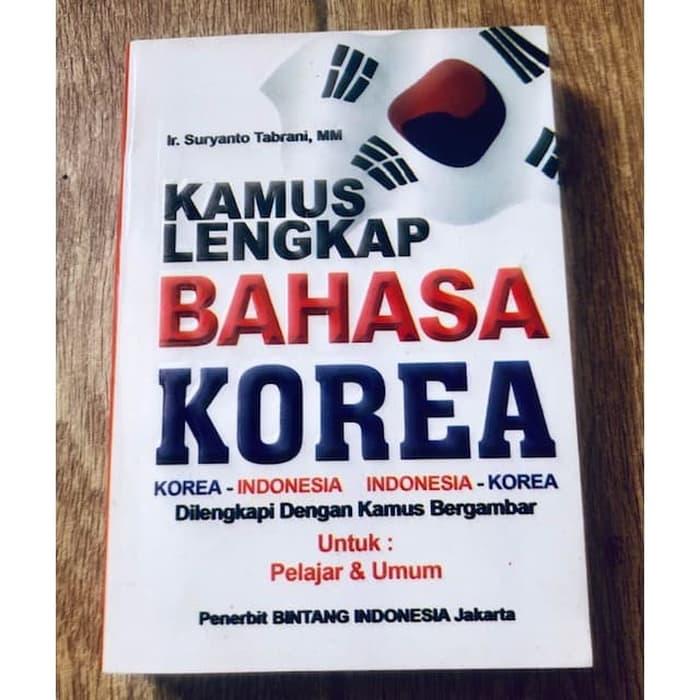 Ir. Suryanto Tabrani, MM
KAMUS
LENGKAP
BAHASA
KOREA
KOREA - INDONESIA INDONESIA - KOREA
Dilengkapi Dengan Kamus Bergambar
Untuk :
Pelajar & Umum
Penerbit BINTANG INDONESIA Jakarta